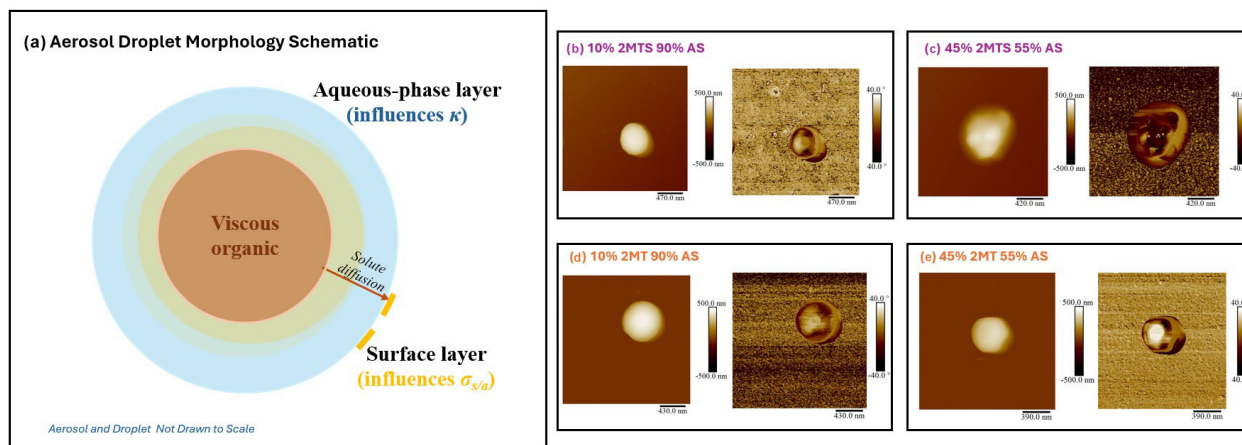 (a) Aerosol Droplet Morphology Schematic
Aqueous-phase layer
(influences κ)
Viscous
organic
Solute
diffusion
Surface layer
(influences σs/a)
Aerosol and Droplet Not Drawn to Scale
(b) 10% 2MTS 90% AS
500.0 nm
-500.0 nm
470.0 nm
40.0 °
40.0 °
470.0 nm
(c) 45% 2MTS 55% AS
500.0 nm
-500.0 nm
420.0 nm
40.0 °
-40.0 °
420.0 nm
(d) 10% 2MT 90% AS
500.0 nm
-500.0 nm
430.0 nm
40.0 °
-40.0 °
430.0 nm
(e) 45% 2MT 55% AS
500.0 nm
-500.0 nm
390.0 nm
40.0 °
-40.0
390.0 nm